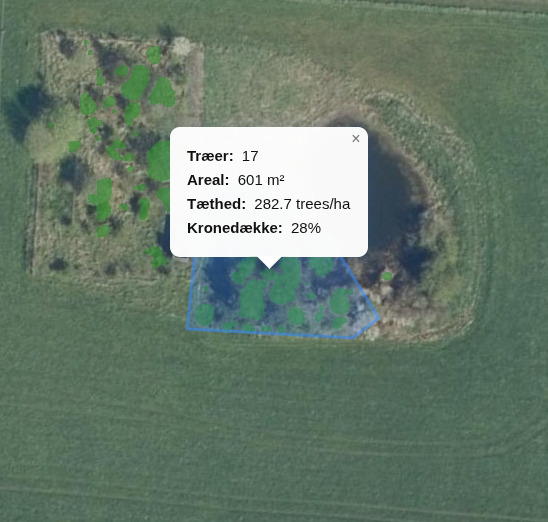 ×
Træer: 17
Areal: 601 m²
Tæthed: 282.7 trees/ha
Kronedække: 28%